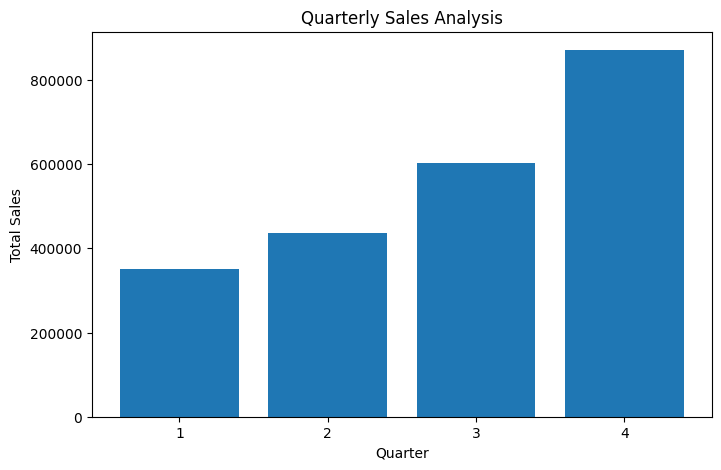 Quarterly Sales Analysis
800000
600000
400000
200000
0
Total Sales
1 2 3 4
Quarter